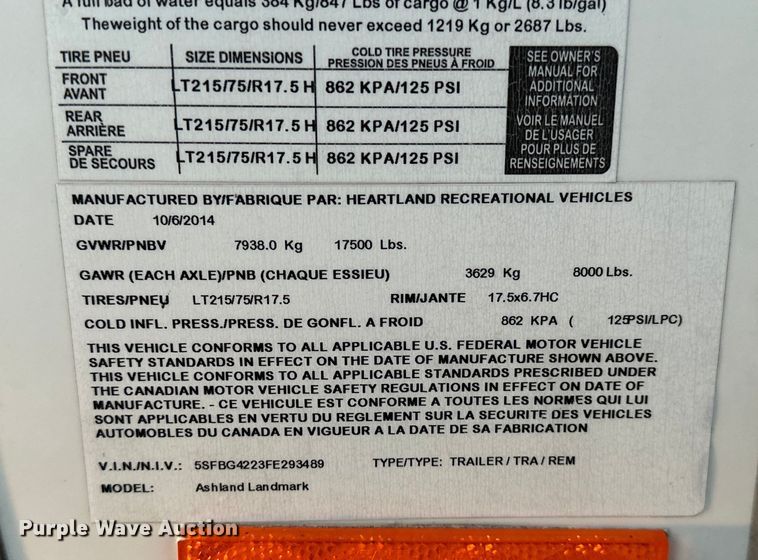 A full load of water equals 384 Kg/847 Lbs of cargo @ 1 Kg/L (8.3 lb/gal)
Theweight of the cargo should never exceed 1219 Kg or 2687 Lbs.
TIRE PNEU SIZE DIMENSIONS COLD TIRE PRESSURE
PRESSION DES PNEUS À FROID
FRONT
AVANT LT215/75/R17.5 H 862 KPA/125 PSI
REAR
ARRIÈRE LT215/75/R17.5 H 862 KPA/125 PSI
SPARE
DE SECOURS LT215/75/R17.5 H 862 KPA/125 PSI
SEE OWNER'S
MANUAL FOR
ADDITIONAL
INFORMATION
VOIR LE MANUEL
DE L'USAGER
POUR PLUS DE
RENSEIGNEMENTS
MANUFACTURED BY/FABRIQUE PAR: HEARTLAND RECREATIONAL VEHICLES
DATE 10/6/2014
GVWR/PNBV 7938.0 Kg 17500 Lbs.
GAWR (EACH AXLE)/PNB (CHAQUE ESSIEU) 3629 Kg 8000 Lbs.
TIRES/PNEU LT215/75/R17.5 RIM/JANTE 17.5x6.7HC
COLD INFL. PRESS./PRESS. DE GONFL. A FROID 862 KPA ( 125PSI/LPC)
THIS VEHICLE CONFORMS TO ALL APPLICABLE U.S. FEDERAL MOTOR VEHICLE
SAFETY STANDARDS IN EFFECT ON THE DATE OF MANUFACTURE SHOWN ABOVE.
THIS VEHICLE CONFORMS TO ALL APPLICABLE STANDARDS PRESCRIBED UNDER
THE CANADIAN MOTOR VEHICLE SAFETY REGULATIONS IN EFFECT ON DATE OF
MANUFACTURE. - CE VEHICULE EST CONFORME A TOUTES LES NORMES QUI LUI
SONT APPLICABLES EN VERTU DU REGLEMENT SUR LA SECURITE DES VEHICLES
AUTOMOBILES DU CANADA EN VIGUEUR A LA DATE DE SA FABRICATION
V.I.N./N.I.V.: 5SFBG4223FE293489 TYPE/TYPE: TRAILER / TRA / REM
MODEL: Ashland Landmark
Purple Wave Auction